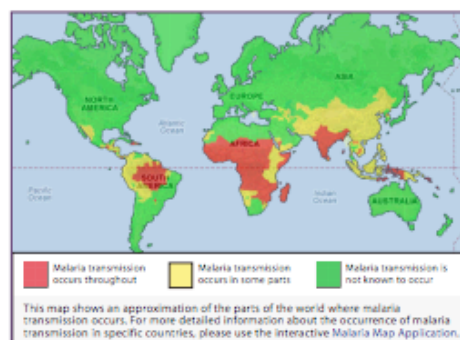 ASIA
NORTH
AMERICA
EUROPE
Atlantic
Ocean
AFRICA
Pacific
Ocean
SOUTH
AMERICA
Indian
Ocean
AUSTRALIA
Malaria transmission
occurs throughout
Malaria transmission
occurs in some parts
Malaria transmission is
not known to occur
This map shows an approximation of the parts of the world where malaria
transmission occurs. For more detailed information about the occurrence of malaria
transmission in specific countries, please use the interactive Malaria Map Application.